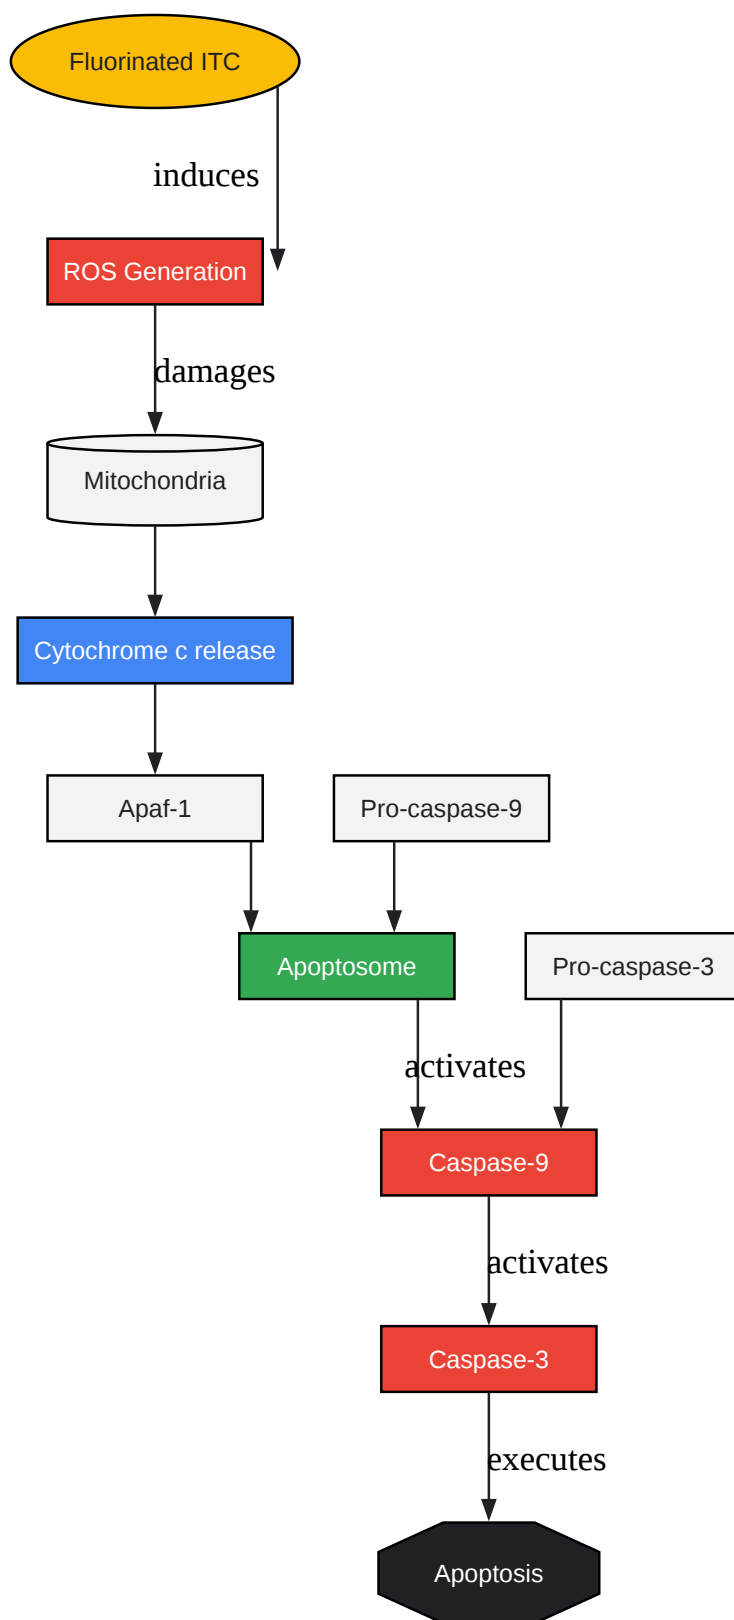 Fluorinated ITC
induces
ROS Generation
damages
Mitochondria
Cytochrome c release
Apaf-1
Pro-caspase-9
Apoptosome
Pro-caspase-3
activates
Caspase-9
activates
Caspase-3
executes
Apoptosis